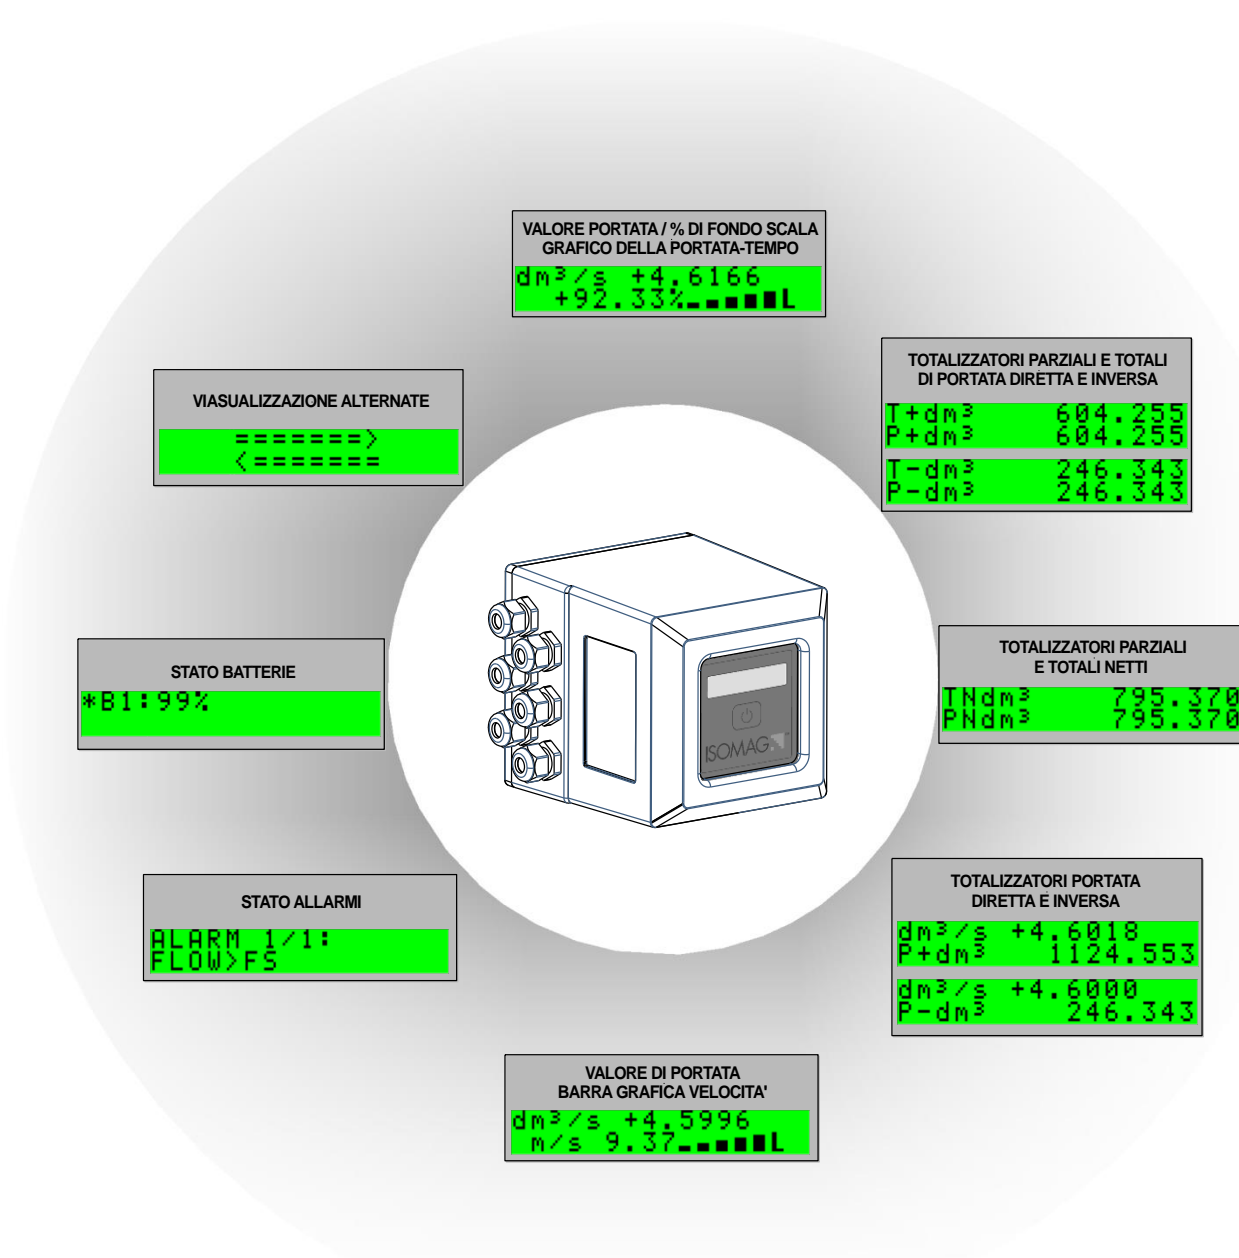 VALORE PORTATA / % DI FONDO SCALA
GRAFICO DELLA PORTATA-TEMPO
dm³/s +4.6166
+92.33% L
TOTALIZZATORI PARZIALI E TOTALI
DI PORTATA DIRETTA E INVERSA
T+dm³ 604.255
P+dm³ 604.255
T-dm³ 246.343
P-dm³ 246.343
VIASUALIZZAZIONE ALTERNATE
=======>
<=======
STATO BATTERIE
*B1:99%
TOTALIZZATORI PARZIALI
E TOTALI NETTI
TNdm³ 795.370
PNdm³ 795.370
ISOMAG™
STATO ALLARMI
ALARM 1/1:
FLOW>FS
TOTALIZZATORI PORTATA
DIRETTA E INVERSA
dm³/s +4.6018
P+dm³ 1124.553
dm³/s +4.6000
P-dm³ 246.343
VALORE DI PORTATA
BARRA GRAFICA VELOCITA'
dm³/s +4.5996
m/s 9.37 L